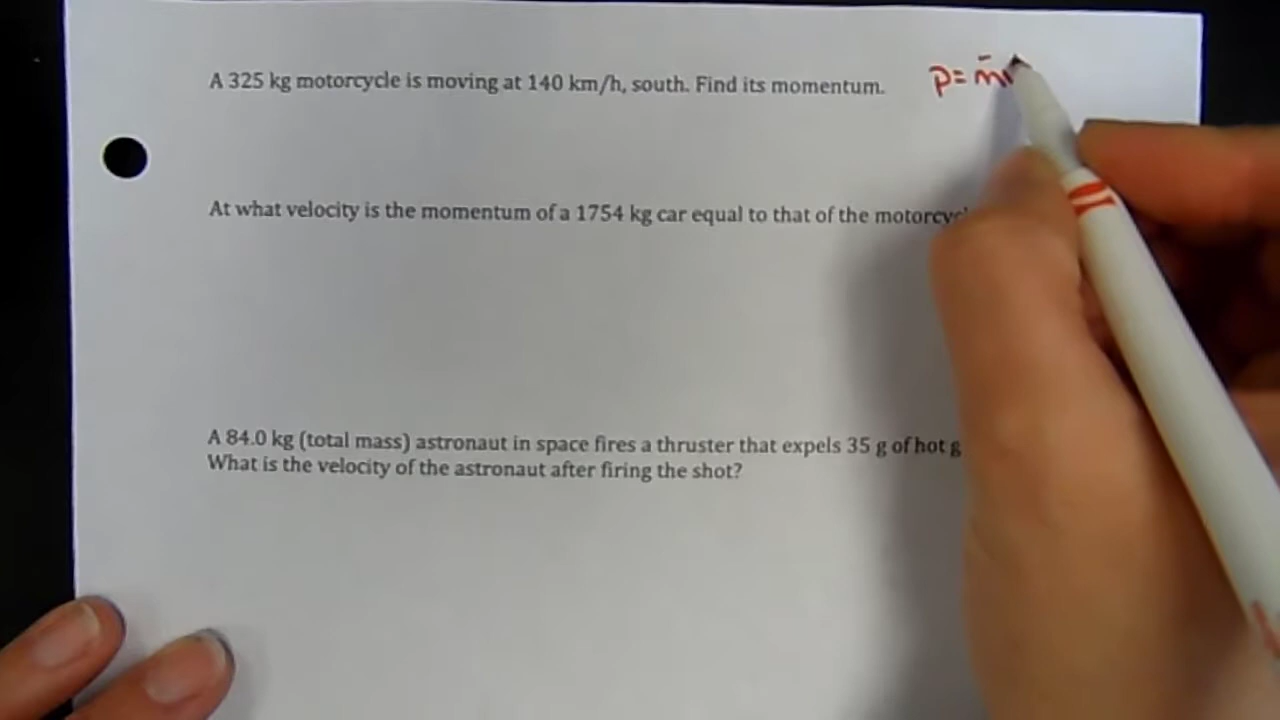 A 325 kg motorcycle is moving at 140 km/h, south. Find its momentum.
p = m
At what velocity is the momentum of a 1754 kg car equal to that of the
A 84.0 kg (total mass) astronaut in space fires a thruster that expels 35 g of hot
What is the velocity of the astronaut after firing the shot?